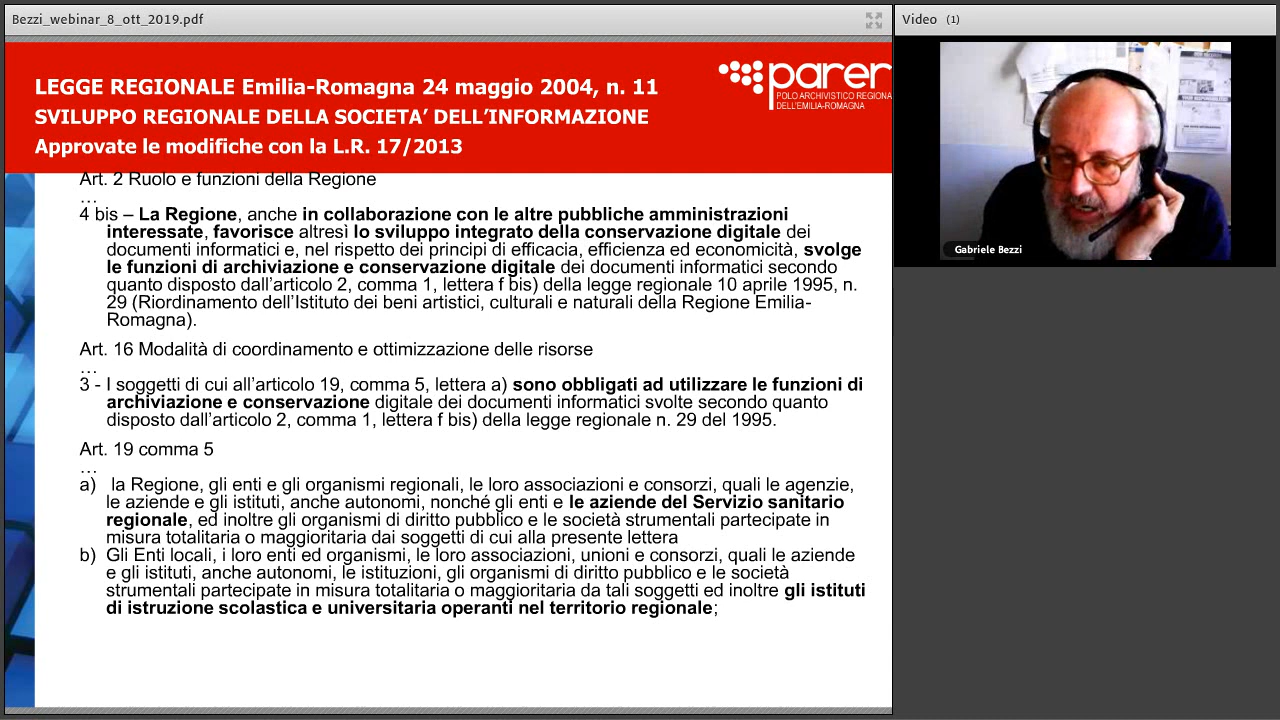 Bezzi_webinar_8_ott_2019.pdf
Video (1)
LEGGE REGIONALE Emilia-Romagna 24 maggio 2004, n. 11
SVILUPPO REGIONALE DELLA SOCIETA’ DELL’INFORMAZIONE
Approvate le modifiche con la L.R. 17/2013
parer
POLO ARCHIVISTICO REGIONA
DELL'EMILIA-ROMAGNA
Art. 2 Ruolo e funzioni della Regione
…
4 bis – La Regione, anche in collaborazione con le altre pubbliche amministrazioni
interessate, favorisce altresì lo sviluppo integrato della conservazione digitale dei
documenti informatici e, nel rispetto dei principi di efficacia, efficienza ed economicità, svolge
le funzioni di archiviazione e conservazione digitale dei documenti informatici secondo
quanto disposto dall’articolo 2, comma 1, lettera f bis) della legge regionale 10 aprile 1995, n.
29 (Riordinamento dell’Istituto dei beni artistici, culturali e naturali della Regione Emilia-
Romagna).
Art. 16 Modalità di coordinamento e ottimizzazione delle risorse
…
3 - I soggetti di cui all’articolo 19, comma 5, lettera a) sono obbligati ad utilizzare le funzioni di
archiviazione e conservazione digitale dei documenti informatici svolte secondo quanto
disposto dall’articolo 2, comma 1, lettera f bis) della legge regionale n. 29 del 1995.
Art. 19 comma 5
…
a) la Regione, gli enti e gli organismi regionali, le loro associazioni e consorzi, quali le agenzie,
le aziende e gli istituti, anche autonomi, nonché gli enti e le aziende del Servizio sanitario
regionale, ed inoltre gli organismi di diritto pubblico e le società strumentali partecipate in
misura totalitaria o maggioritaria dai soggetti di cui alla presente lettera
b) Gli Enti locali, i loro enti ed organismi, le loro associazioni, unioni e consorzi, quali le aziende
e gli istituti, anche autonomi, le istituzioni, gli organismi di diritto pubblico e le società
strumentali partecipate in misura totalitaria o maggioritaria da tali soggetti ed inoltre gli istituti
di istruzione scolastica e universitaria operanti nel territorio regionale;
Gabriele Bezzi